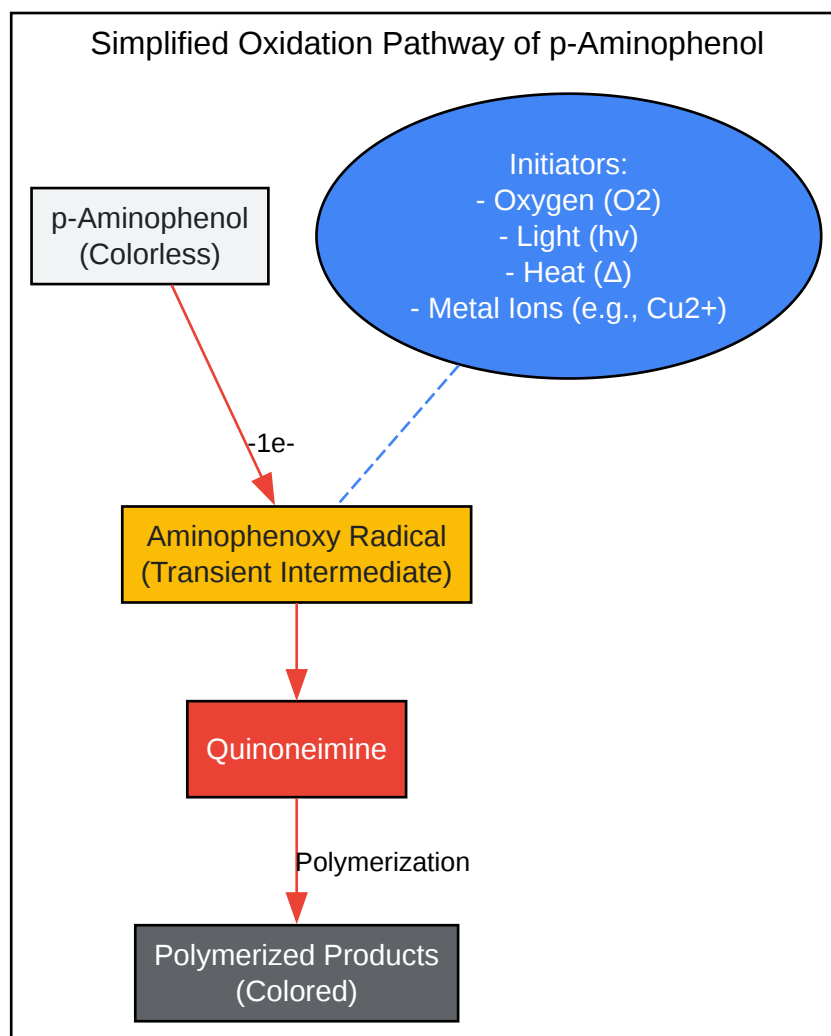 Simplified Oxidation Pathway of p-Aminophenol
Initiators:
- Oxygen (O2)
- Light (hv)
- Heat (Δ)
- Metal Ions (e.g., Cu2+)
p-Aminophenol
(Colorless)
-1e-
Aminophenoxy Radical
(Transient Intermediate)
Quinoneimine
Polymerization
Polymerized Products
(Colored)